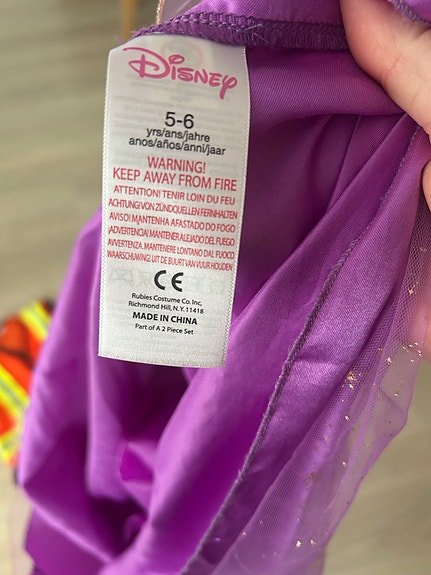 Disney
5-6
yrs/ans/jahre
anos/años/anni/jaar
WARNING!
KEEP AWAY FROM FIRE
ATTENTION! TENIR LOIN DU FEU
ACHTUNG! VON ZÜNDQUELLEN FERNHALTEN
AVISO! MANTENHA AFASTADO DO FOGO
¡ADVERTENCIA! MANTENER ALEJADO DEL FUEGO
AVVERTENZA. MANTENERE LONTANO DAL FUOCO
WAARSCHUWING! UIT DE BUURT VAN VUUR HOUDEN
CE
Rubies Costume Co. Inc.
Richmond Hill, N.Y. 11418
MADE IN CHINA
Part of A 2 Piece Set